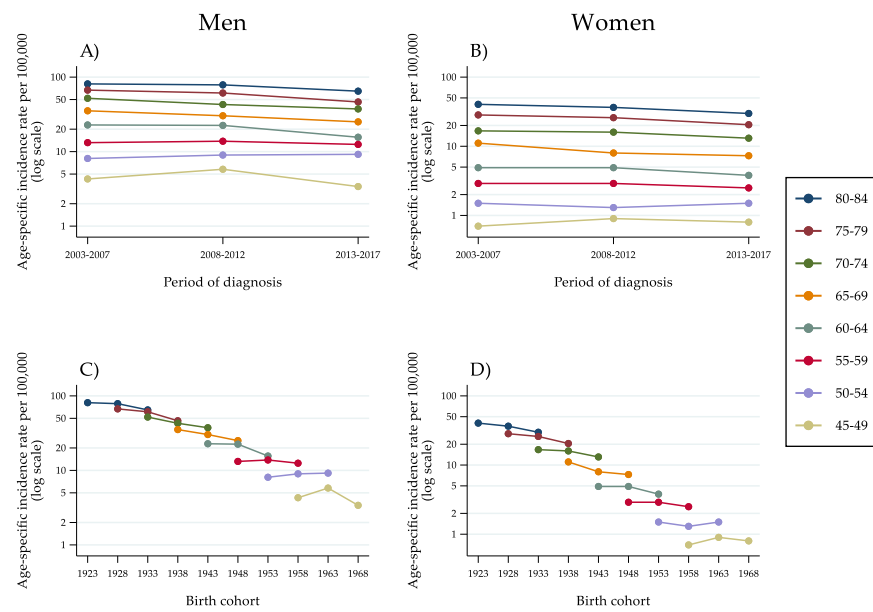 Men
Women
A)
Age-specific incidence rate per 100,000
(log scale)
100
50
20
10
5
2
1
2003-2007
2008-2012
2013-2017
Period of diagnosis
B)
Age-specific incidence rate per 100,000
(log scale)
100
50
20
10
5
2
1
2003-2007
2008-2012
2013-2017
Period of diagnosis
80-84
75-79
70-74
65-69
60-64
55-59
50-54
45-49
C)
Age-specific incidence rate per 100,000
(log scale)
100
50
20
10
5
2
1
1923 1928 1933 1938 1943 1948 1953 1958 1963 1968
Birth cohort
D)
Age-specific incidence rate per 100,000
(log scale)
100
50
20
10
5
2
1
1923 1928 1933 1938 1943 1948 1953 1958 1963 1968
Birth cohort